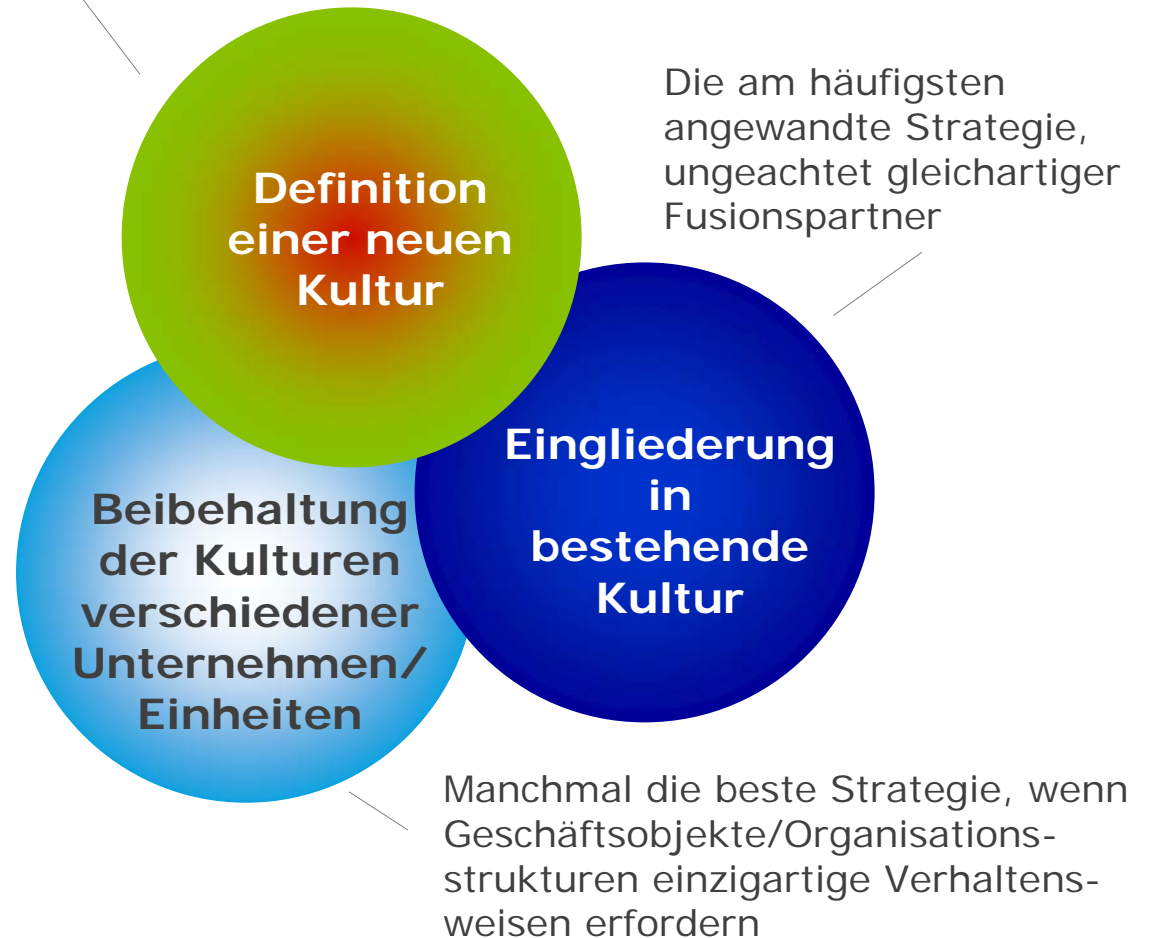 Definition
einer neuen
Kultur
Die am häufigsten
angewandte Strategie,
ungeachtet gleichartiger
Fusionspartner
Eingliederung
in
bestehende
Kultur
Beibehaltung
der Kulturen
verschiedener
Unternehmen/
Einheiten
Manchmal die beste Strategie, wenn
Geschäftsobjekte/Organisations-
strukturen einzigartige Verhaltens-
weisen erfordern